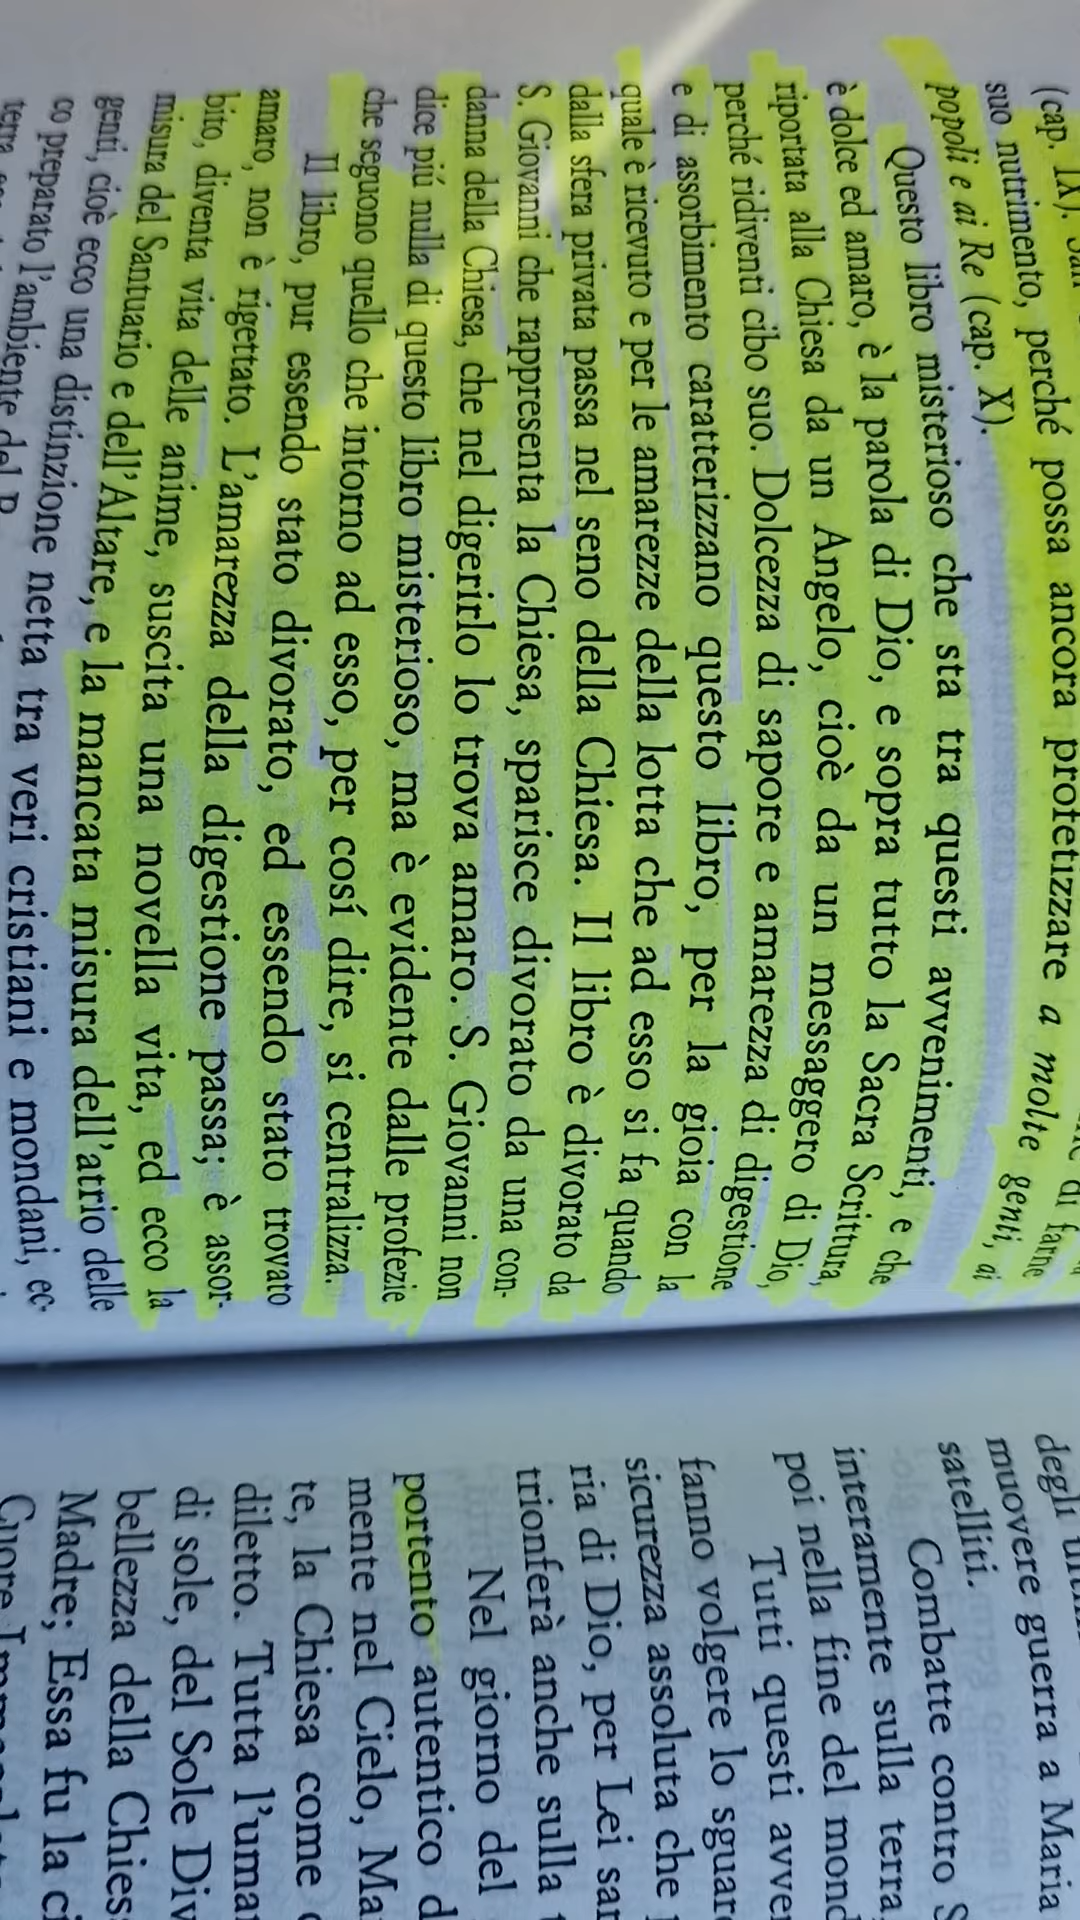 (cap. IX).
suo nutrimento, perché possa ancora profetizzare a molte genti, ai
popoli e ai Re (cap. X).
Questo libro misterioso che sta tra questi avvenimenti, e che
è dolce ed amaro, è la parola di Dio, e sopra tutto la Sacra Scrittura,
riportata alla Chiesa da un Angelo, cioè da un messaggero di Dio,
perché ridiventi cibo suo. Dolcezza di sapore e amarezza di digestione
e di assorbimento caratterizzano questo libro, per la gioia con la
quale è ricevuto e per le amarezze della lotta che ad esso si fa quando
dalla sfera privata passa nel seno della Chiesa. Il libro è divorato da
S. Giovanni che rappresenta la Chiesa, sparisce divorato da una con-
danna della Chiesa, che nel digerirlo lo trova amaro. S. Giovanni non
dice piú nulla di questo libro misterioso, ma è evidente dalle profezie
che seguono quello che intorno ad esso, per cosí dire, si centralizza.
Il libro, pur essendo stato divorato, ed essendo stato trovato
amaro, non è rigettato. L'amarezza della digestione passa; è assor-
bito, diventa vita delle anime, suscita una novella vita, ed ecco la
misura del Santuario e dell'Altare, e la mancata misura dell'atrio delle
genti, cioè ecco una distinzione netta tra veri cristiani e mondani, ec-
co preparato l'ambiente del
degli
muovere guerra a Maria
satelliti.
Combatte contro S
interamente sulla terra,
poi nella fine del mond
Tutti questi avve
fanno volgere lo sguar
sicurezza assoluta che
ria di Dio, per Lei sar
trionferà anche sulla
Nel giorno del
portento autentico d
mente nel Cielo, Ma
te, la Chiesa come
diletto. Tutta l'uma
di sole, del Sole Div
bellezza della Chies
Madre; Essa fu la ci
Cuore